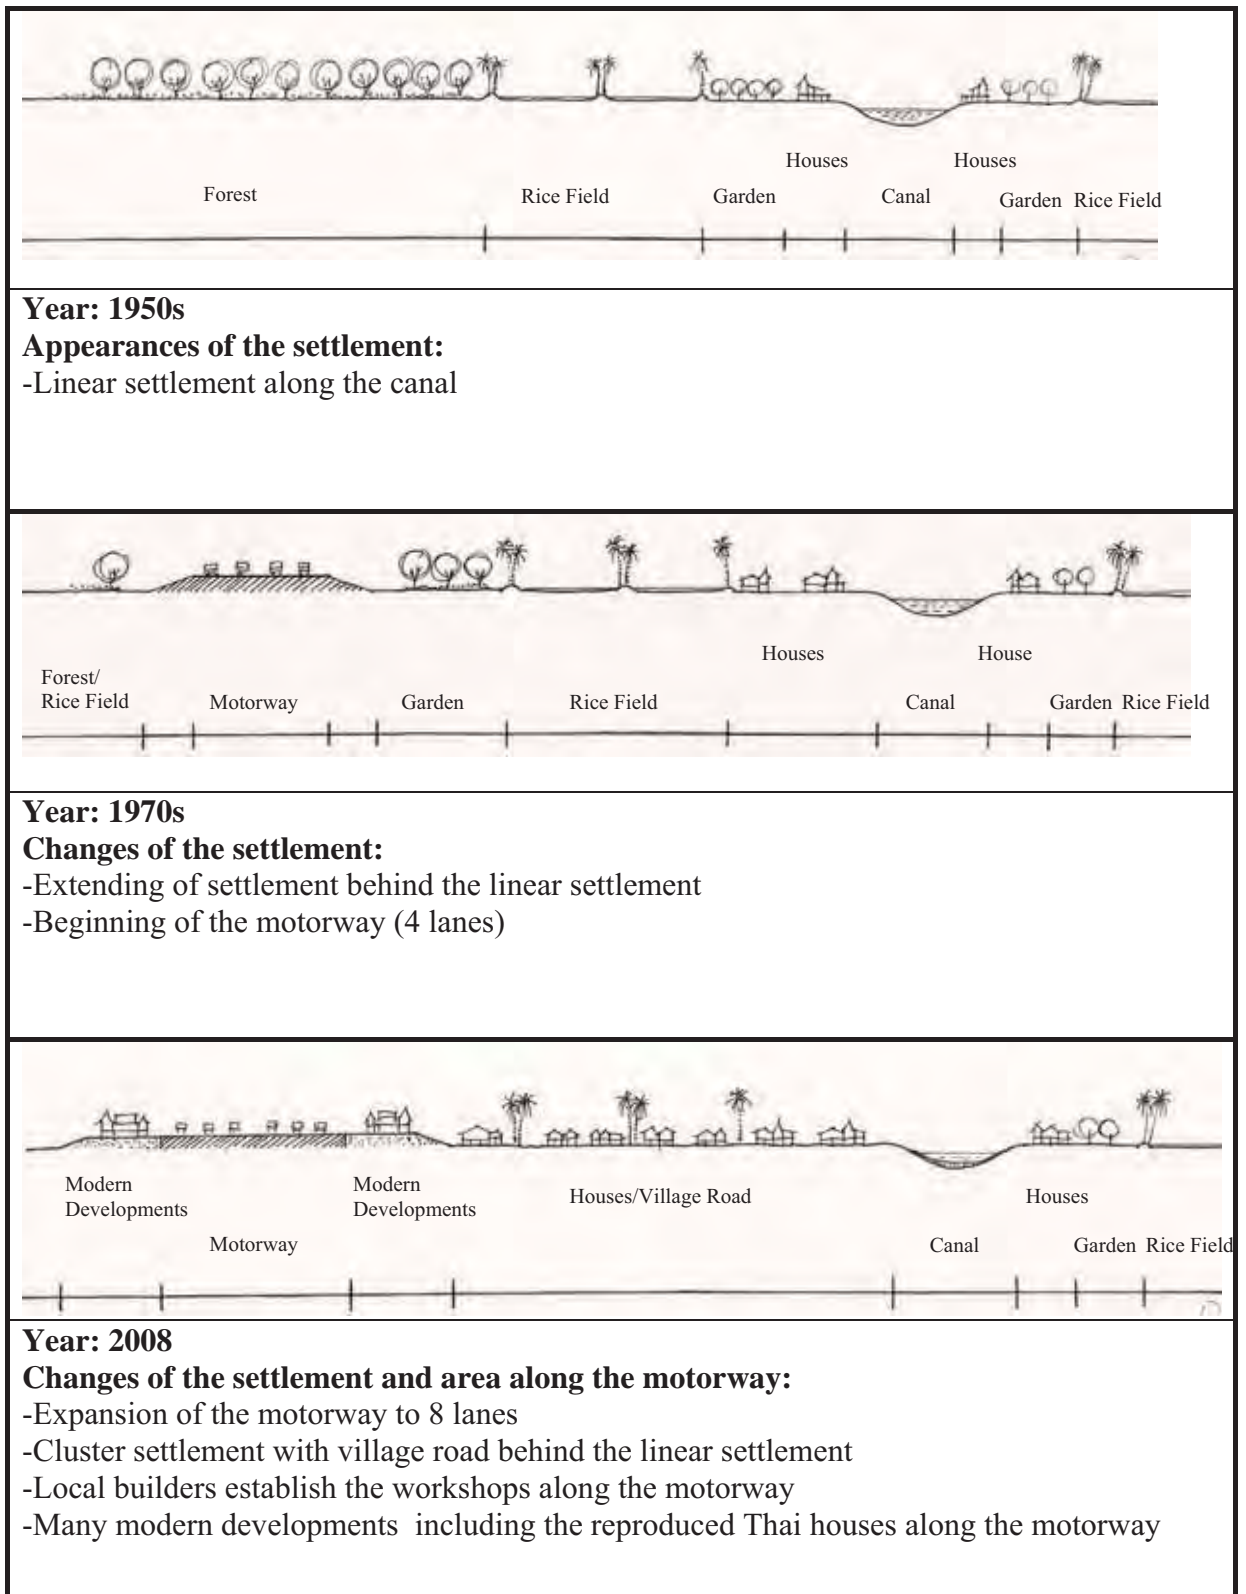 Houses Houses
Forest Rice Field Garden Canal Garden Rice Field
Year: 1950s
Appearances of the settlement:
-Linear settlement along the canal
Houses House
Forest/
Rice Field Motorway Garden Rice Field Canal Garden Rice Field
Year: 1970s
Changes of the settlement:
-Extending of settlement behind the linear settlement
-Beginning of the motorway (4 lanes)
Modern Modern Houses/Village Road Houses
Developments Developments
Motorway Canal Garden Rice Field
Year: 2008
Changes of the settlement and area along the motorway:
-Expansion of the motorway to 8 lanes
-Cluster settlement with village road behind the linear settlement
-Local builders establish the workshops along the motorway
-Many modern developments including the reproduced Thai houses along the motorway